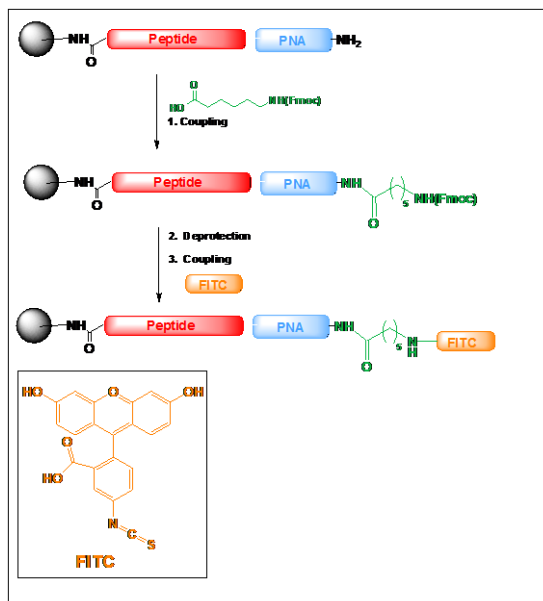 NH
O
Peptide
PNA
NH2
O
HO
NH(Fmoc)
1. Coupling
NH
O
Peptide
PNA
NH
O
5
NH(Fmoc)
2. Deprotection
3. Coupling
FITC
NH
O
Peptide
PNA
NH
O
5
N
H
FITC
HO
O
OH
O
HO
N
C
S
FITC